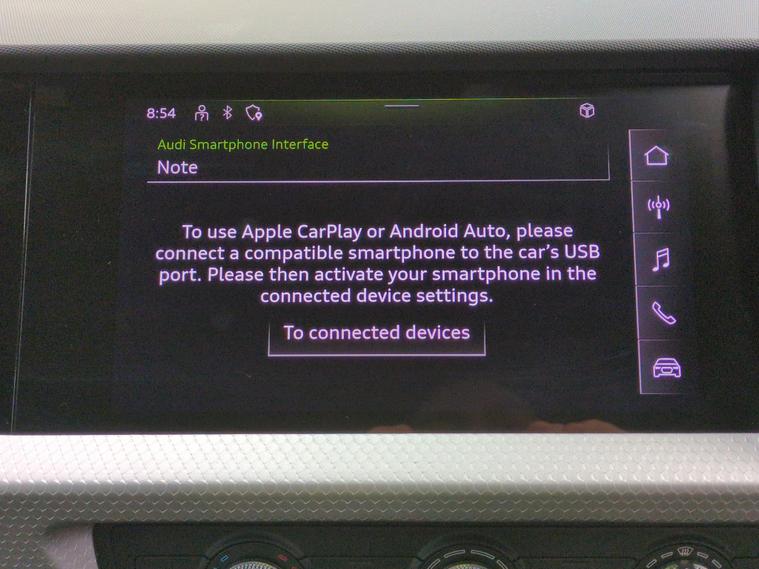 8:54
Audi Smartphone Interface
Note
To use Apple CarPlay or Android Auto, please
connect a compatible smartphone to the car’s USB
port. Please then activate your smartphone in the
connected device settings.
To connected devices